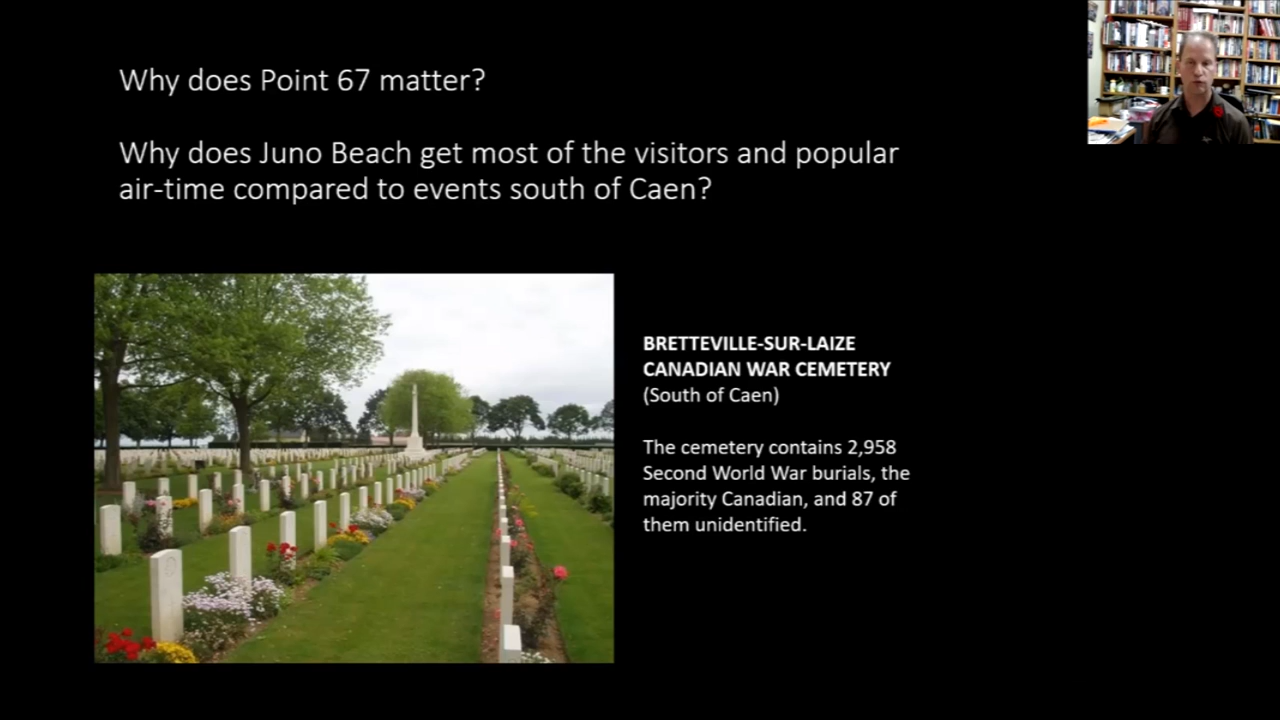 Why does Point 67 matter?
Why does Juno Beach get most of the visitors and popular
air-time compared to events south of Caen?
BRETTEVILLE-SUR-LAIZE
CANADIAN WAR CEMETERY
(South of Caen)
The cemetery contains 2,958
Second World War burials, the
majority Canadian, and 87 of
them unidentified.